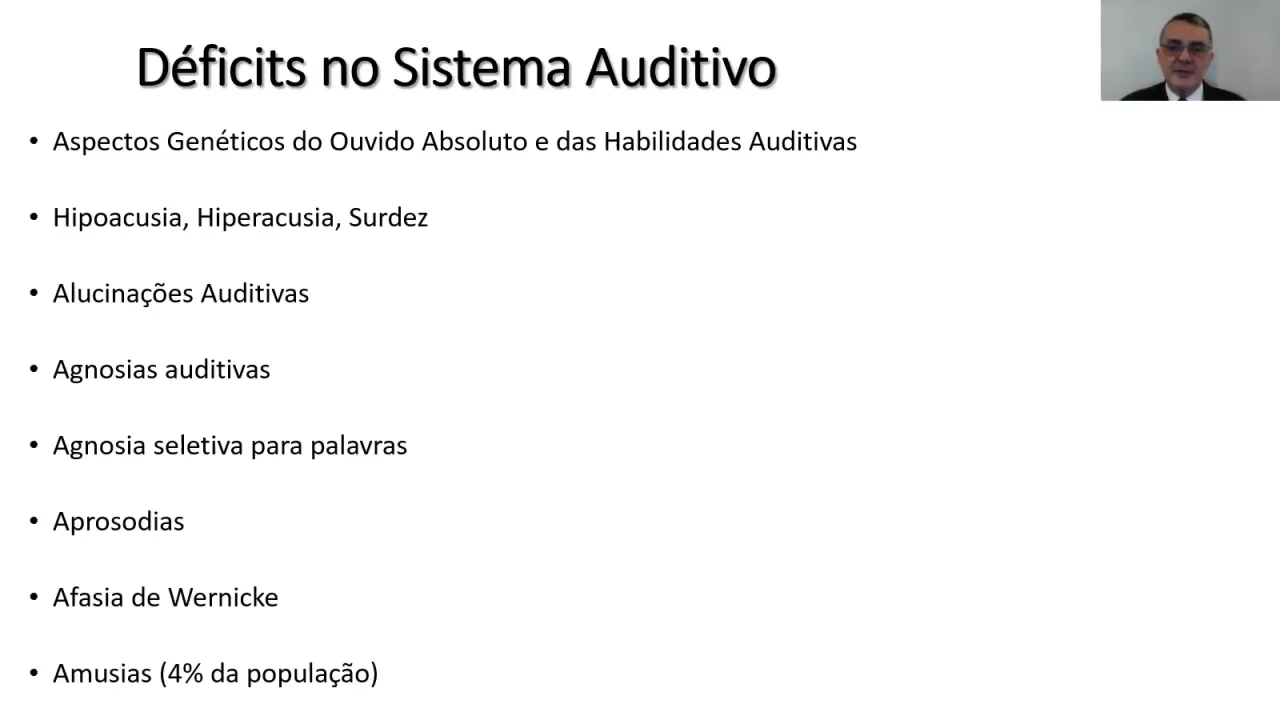 Déficits no Sistema Auditivo
• Aspectos Genéticos do Ouvido Absoluto e das Habilidades Auditivas
• Hipoacusia, Hiperacusia, Surdez
• Alucinações Auditivas
• Agnosias auditivas
• Agnosia seletiva para palavras
• Aprosodias
• Afasia de Wernicke
• Amusias (4% da população)